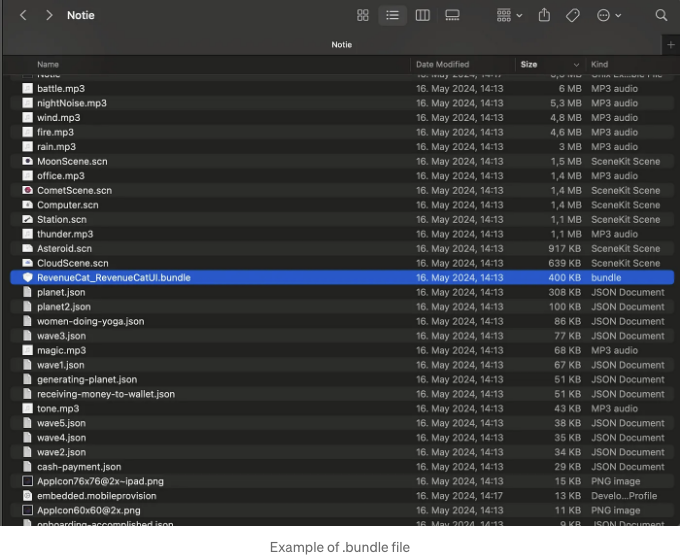 Notie
Notie
Name Date Modified Size Kind
Notie 16. May 2024, 14:17
battle.mp3 16. May 2024, 14:13 6 MB MP3 audio
nightNoise.mp3 16. May 2024, 14:13 5,3 MB MP3 audio
wind.mp3 16. May 2024, 14:13 4,8 MB MP3 audio
fire.mp3 16. May 2024, 14:13 4,6 MB MP3 audio
rain.mp3 16. May 2024, 14:13 3 MB MP3 audio
MoonScene.scn 16. May 2024, 14:13 1,5 MB SceneKit Scene
office.mp3 16. May 2024, 14:13 1,4 MB MP3 audio
CometScene.scn 16. May 2024, 14:13 1,4 MB SceneKit Scene
Computer.scn 16. May 2024, 14:13 1,4 MB SceneKit Scene
Station.scn 16. May 2024, 14:13 1,1 MB SceneKit Scene
thunder.mp3 16. May 2024, 14:13 1,1 MB MP3 audio
Asteroid.scn 16. May 2024, 14:13 917 KB SceneKit Scene
CloudScene.scn 16. May 2024, 14:13 639 KB SceneKit Scene
RevenueCat_RevenueCatUI.bundle 16. May 2024, 14:13 400 KB bundle
planet.json 16. May 2024, 14:13 308 KB JSON Document
planet2.json 16. May 2024, 14:13 100 KB JSON Document
women-doing-yoga.json 16. May 2024, 14:13 86 KB JSON Document
wave3.json 16. May 2024, 14:13 77 KB JSON Document
magic.mp3 16. May 2024, 14:13 68 KB MP3 audio
wave1.json 16. May 2024, 14:13 67 KB JSON Document
generating-planet.json 16. May 2024, 14:13 51 KB JSON Document
receiving-money-to-wallet.json 16. May 2024, 14:13 51 KB JSON Document
tone.mp3 16. May 2024, 14:13 43 KB MP3 audio
wave5.json 16. May 2024, 14:13 38 KB JSON Document
wave4.json 16. May 2024, 14:13 35 KB JSON Document
wave2.json 16. May 2024, 14:13 34 KB JSON Document
cash-payment.json 16. May 2024, 14:13 29 KB JSON Document
AppIcon76x76@2x~ipad.png 16. May 2024, 14:13 15 KB PNG image
embedded.mobileprovision 16. May 2024, 14:17 13 KB Develo...Profile
AppIcon60x60@2x.png 16. May 2024, 14:13 11 KB PNG image
onboarding-accomplished.json 16. May 2024, 14:13 9 KB JSON Document
Example of .bundle file